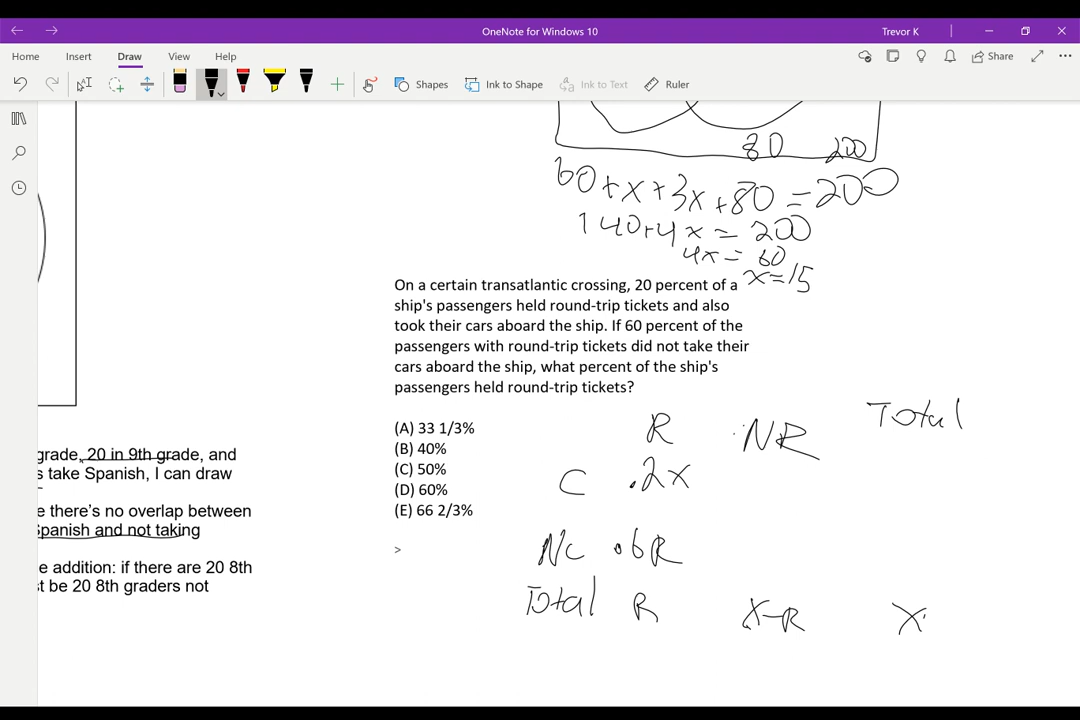 OneNote for Windows 10
Trevor K
Home Insert Draw View Help
Share
Shapes Ink to Shape Ink to Text Ruler
80 200
60+x+3x+80=200
140+4x=200
4x=60
x=15
On a certain transatlantic crossing, 20 percent of a
ship's passengers held round-trip tickets and also
took their cars aboard the ship. If 60 percent of the
passengers with round-trip tickets did not take their
cars aboard the ship, what percent of the ship's
passengers held round-trip tickets?
(A) 33 1/3%
(B) 40%
(C) 50%
(D) 60%
(E) 66 2/3%
>
R NR Total
C .2x
NC .6R
Total R X-R X
grade, 20 in 9th grade, and
s take Spanish, I can draw
e there's no overlap between
Spanish and not taking
e addition: if there are 20 8th
t be 20 8th graders not